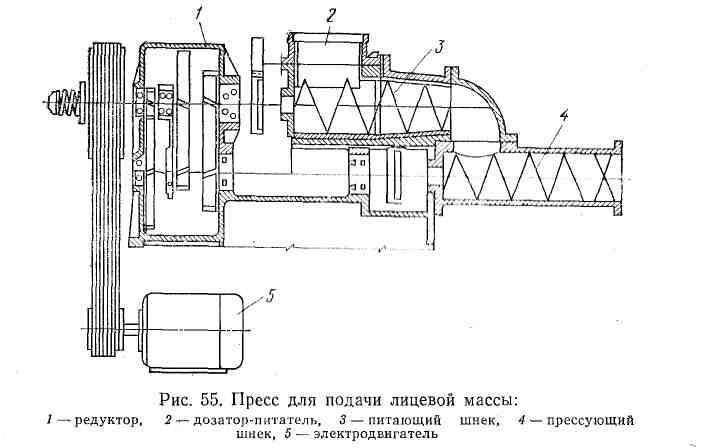 1
2
3
4
5
Рис. 55. Пресс для подачи лицевой массы:
1 — редуктор, 2 — дозатор-питатель, 3 — питающий шнек, 4 — прессующий
шнек, 5 — электродвигатель